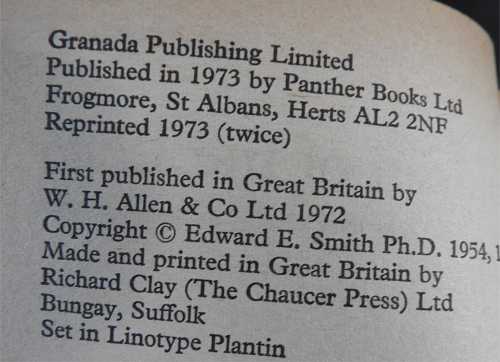 Granada Publishing Limited
Published in 1973 by Panther Books Ltd
Frogmore, St Albans, Herts AL2 2NF
Reprinted 1973 (twice)
First published in Great Britain by
W. H. Allen & Co Ltd 1972
Copyright © Edward E. Smith Ph.D. 1954,
Made and printed in Great Britain by
Richard Clay (The Chaucer Press) Ltd
Bungay, Suffolk
Set in Linotype Plantin